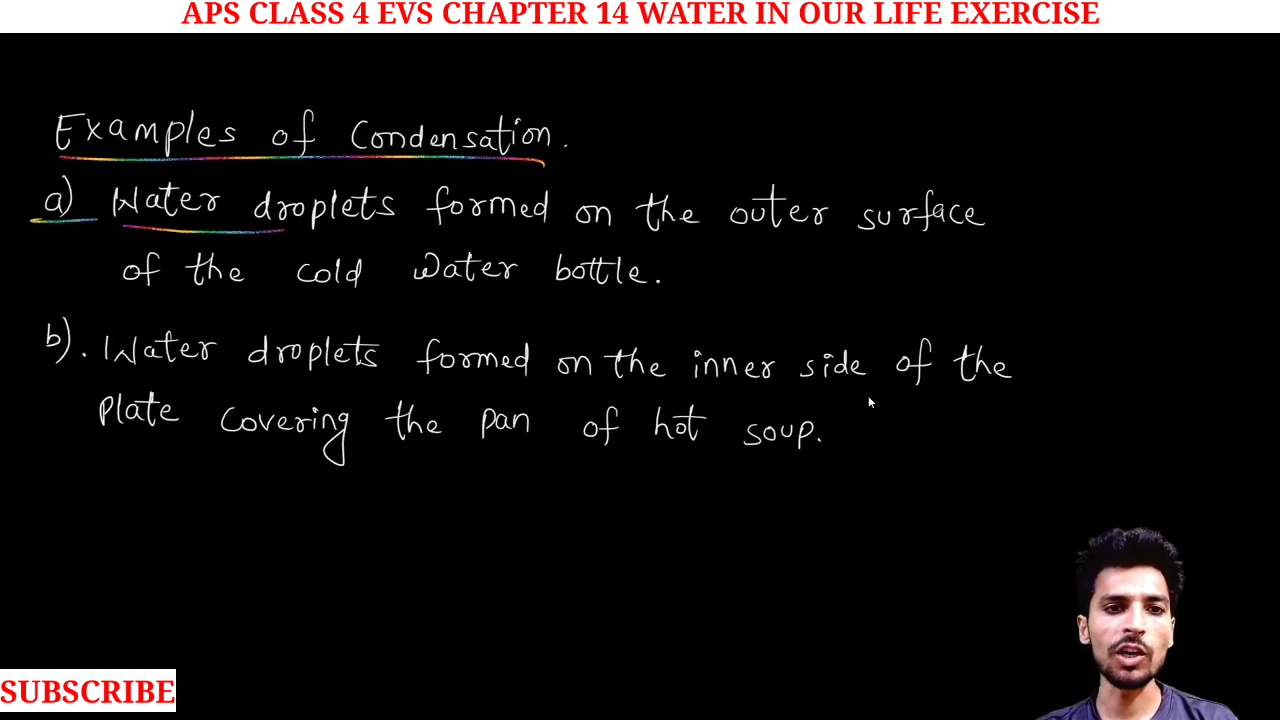 APS CLASS 4 EVS CHAPTER 14 WATER IN OUR LIFE EXERCISE
Examples of Condensation.
a) Water droplets formed on the outer surface
of the cold water bottle.
b). Water droplets formed on the inner side of the
plate covering the pan of hot soup.
SUBSCRIBE